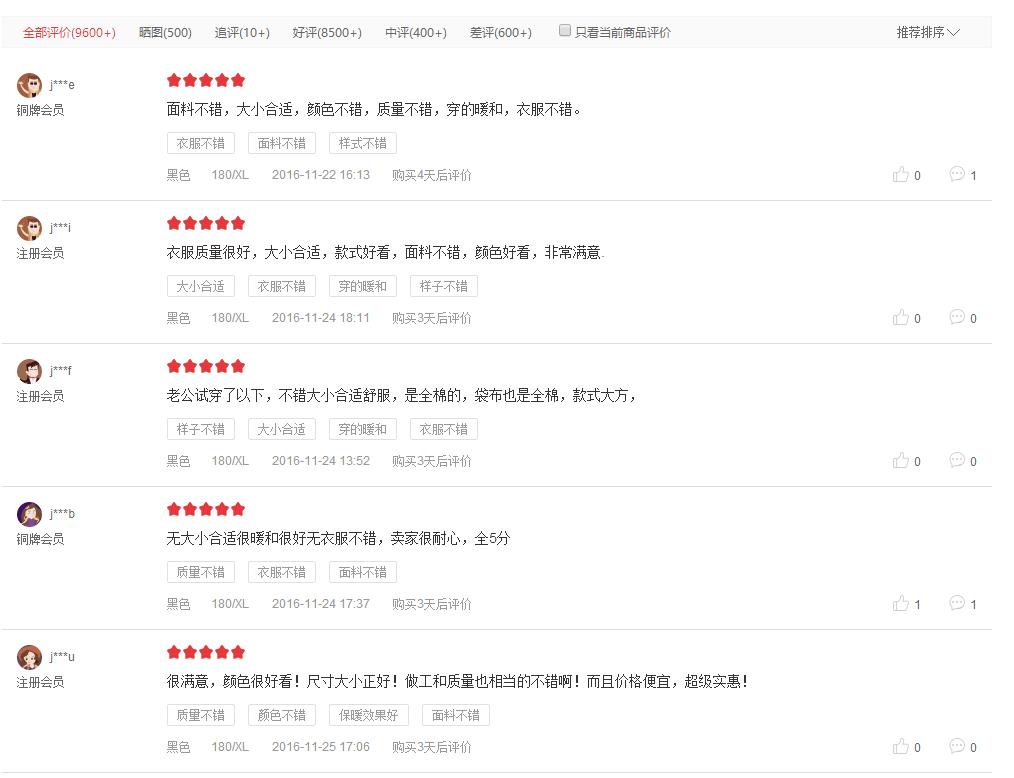 全部评价(9600+) 晒图(500) 追评(10+) 好评(8500+) 中评(400+) 差评(600+) 只看当前商品评价 推荐排序
j***e
铜牌会员
面料不错，大小合适，颜色不错，质量不错，穿的暖和，衣服不错。
衣服不错 面料不错 样式不错
黑色 180/XL 2016-11-22 16:13 购买4天后评价 0 1
j***i
注册会员
衣服质量很好，大小合适，款式好看，面料不错，颜色好看，非常满意.
大小合适 衣服不错 穿的暖和 样子不错
黑色 180/XL 2016-11-24 18:11 购买3天后评价 0 0
j***f
注册会员
老公试穿了以下，不错大小合适舒服，是全棉的，袋布也是全棉，款式大方，
样子不错 大小合适 穿的暖和 衣服不错
黑色 180/XL 2016-11-24 13:52 购买3天后评价 0 0
j***b
铜牌会员
无大小合适很暖和很好无衣服不错，卖家很耐心，全5分
质量不错 衣服不错 面料不错
黑色 180/XL 2016-11-24 17:37 购买3天后评价 1 1
j***u
注册会员
很满意，颜色很好看！尺寸大小正好！做工和质量也相当的不错啊！而且价格便宜，超级实惠！
质量不错 颜色不错 保暖效果好 面料不错
黑色 180/XL 2016-11-25 17:06 购买3天后评价 0 0